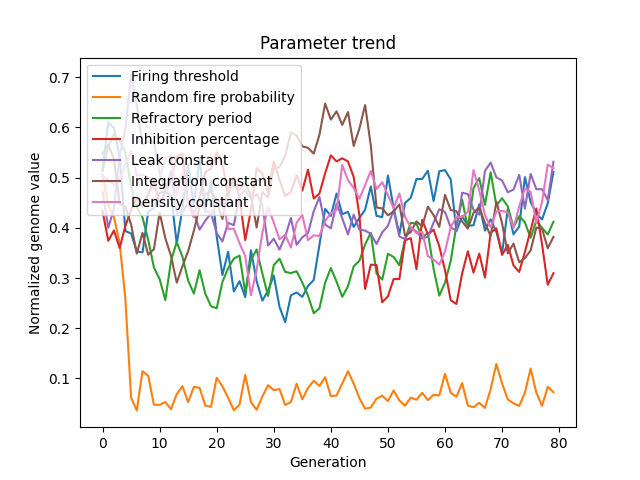 Parameter trend
Normalized genome value
0.7
0.6
0.5
0.4
0.3
0.2
0.1
Firing threshold
Random fire probability
Refractory period
Inhibition percentage
Leak constant
Integration constant
Density constant
0 10 20 30 40 50 60 70 80
Generation